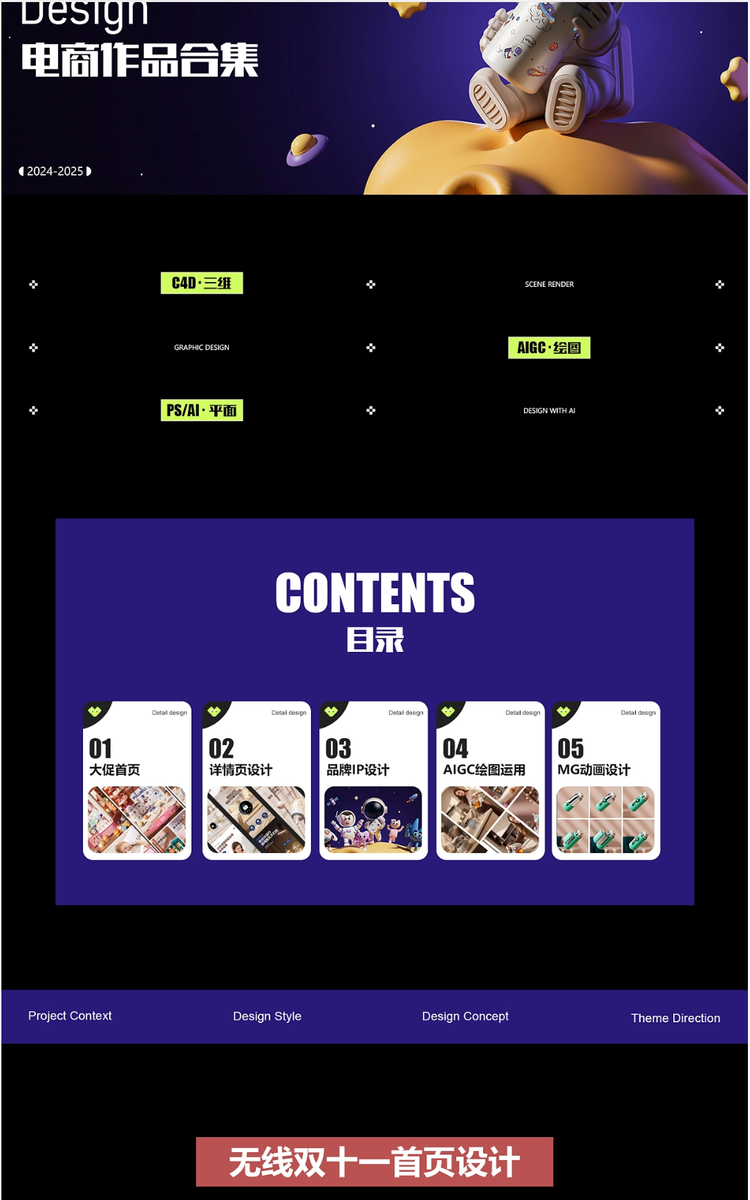 Design
电商作品合集
2024-2025
C4D·三维
SCENE RENDER
GRAPHIC DESIGN
AIGC·绘图
PS/AI·平面
DESIGN WITH AI
CONTENTS
目录
Detail design
01
大促首页
Detail design
02
详情页设计
Detail design
03
品牌IP设计
Detail design
04
AIGC绘图运用
Detail design
05
MG动画设计
Project Context
Design Style
Design Concept
Theme Direction
无线双十一首页设计